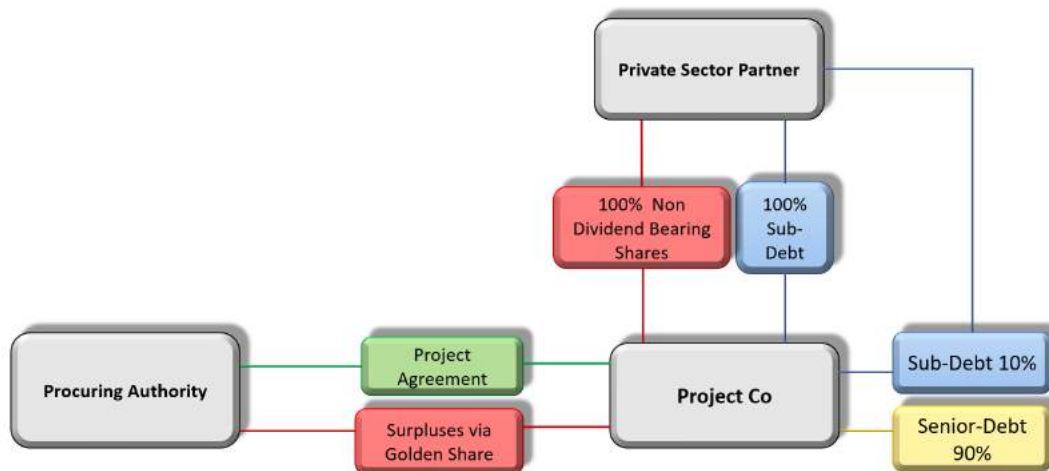 Private Sector Partner
100% Non
Dividend Bearing
Shares
100%
Sub-
Debt
Procuring Authority
Project
Agreement
Surpluses via
Golden Share
Project Co
Sub-Debt 10%
Senior-Debt
90%